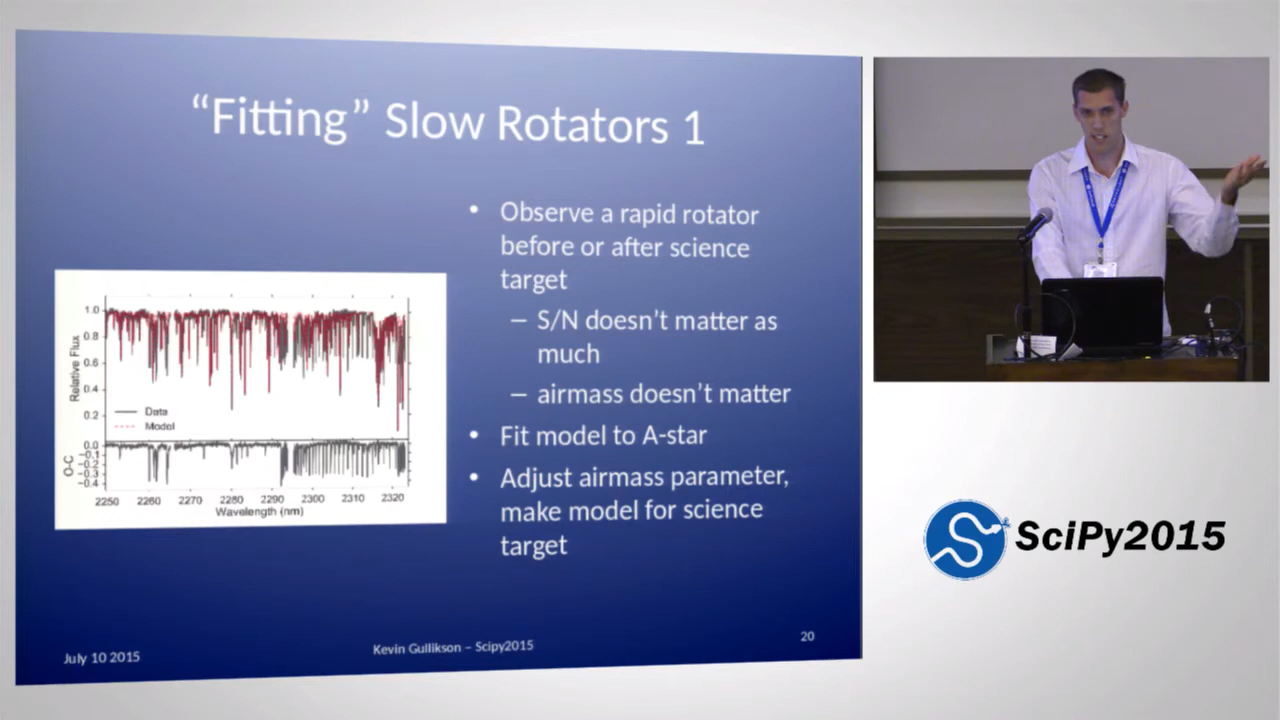 “Fitting” Slow Rotators 1
• Observe a rapid rotator
before or after science
target
– S/N doesn’t matter as
much
– airmass doesn’t matter
• Fit model to A-star
• Adjust airmass parameter,
make model for science
target
Relative Flux
1.0
0.8
0.6
0.4
0.2
Data
Model
O-C
0.0
−0.1
−0.2
−0.3
−0.4
2250 2260 2270 2280 2290 2300 2310 2320
Wavelength (nm)
July 10 2015
Kevin Gullikson – Scipy2015
20
SciPy2015